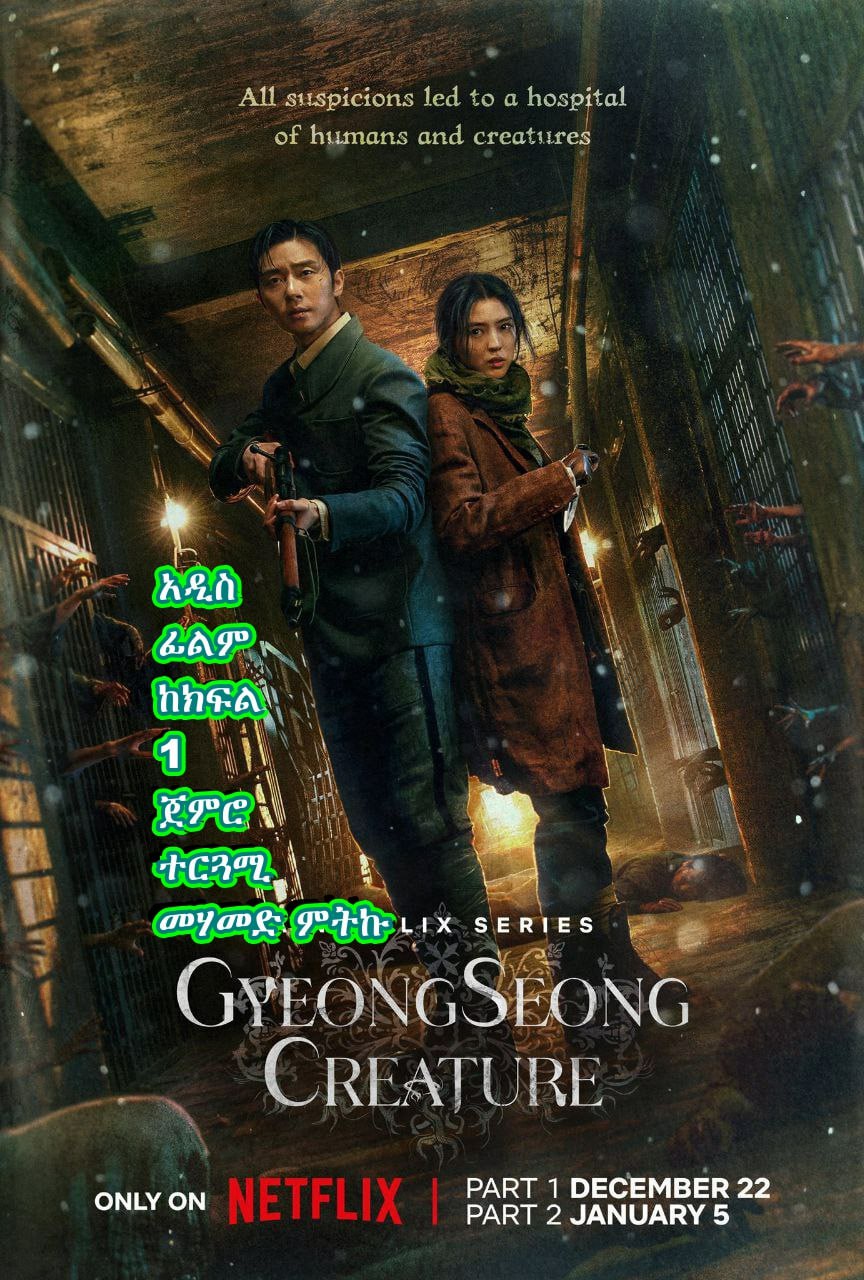 All suspicions led to a hospital
of humans and creatures
አዲስ
ፊልም
ከክፍል
1
ጀምሮ
ተርጓሚ
መሃመድ ምትኩ
LIX SERIES
GYEONGSEONG
CREATURE
ONLY ON NETFLIX
PART 1 DECEMBER 22
PART 2 JANUARY 5